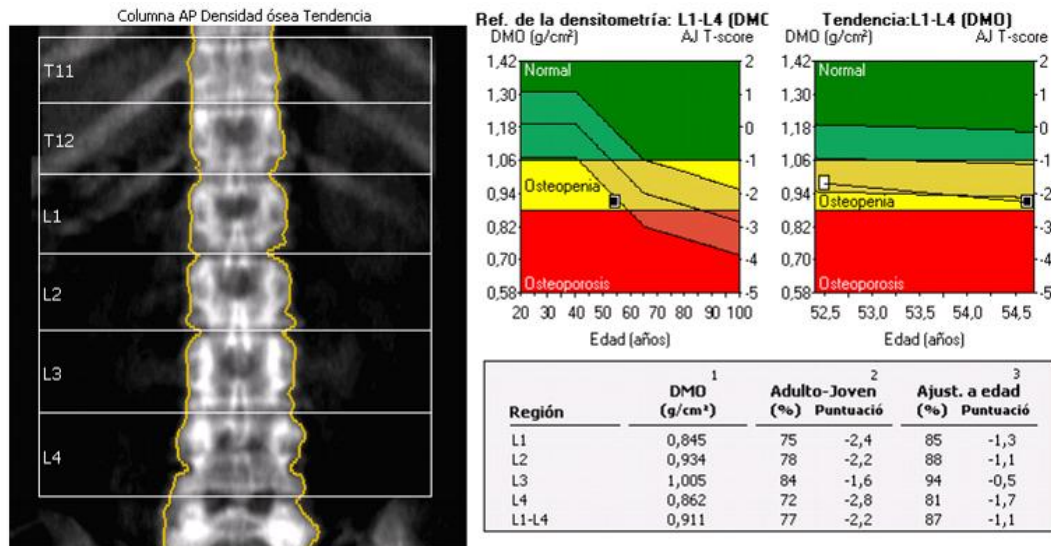 Columna AP Densidad ósea Tendencia
T11
T12
L1
L2
L3
L4
Ref. de la densitometría: L1-L4 (DMC
DMO (g/cm²) AJ T-score
1,42 2
1,30 1
1,18 0
1,06 -1
0,94 -2
0,82 -3
0,70 -4
0,58 -5
Normal
Osteopenia
Osteoporosis
20 30 40 50 60 70 80 90 100
Edad (años)
Tendencia:L1-L4 (DMO)
DMO (g/cm²) AJ T-score
1,42 2
1,30 1
1,18 0
1,06 -1
0,94 -2
0,82 -3
0,70 -4
0,58 -5
Normal
Osteopenia
Osteoporosis
52,5 53,0 53,5 54,0 54,5
Edad (años)
1 2 3
DMO Adulto-Joven Ajust. a edad
Región (g/cm²) (%) Puntuació (%) Puntuació
L1 0,845 75 -2,4 85 -1,3
L2 0,934 78 -2,2 88 -1,1
L3 1,005 84 -1,6 94 -0,5
L4 0,862 72 -2,8 81 -1,7
L1-L4 0,911 77 -2,2 87 -1,1